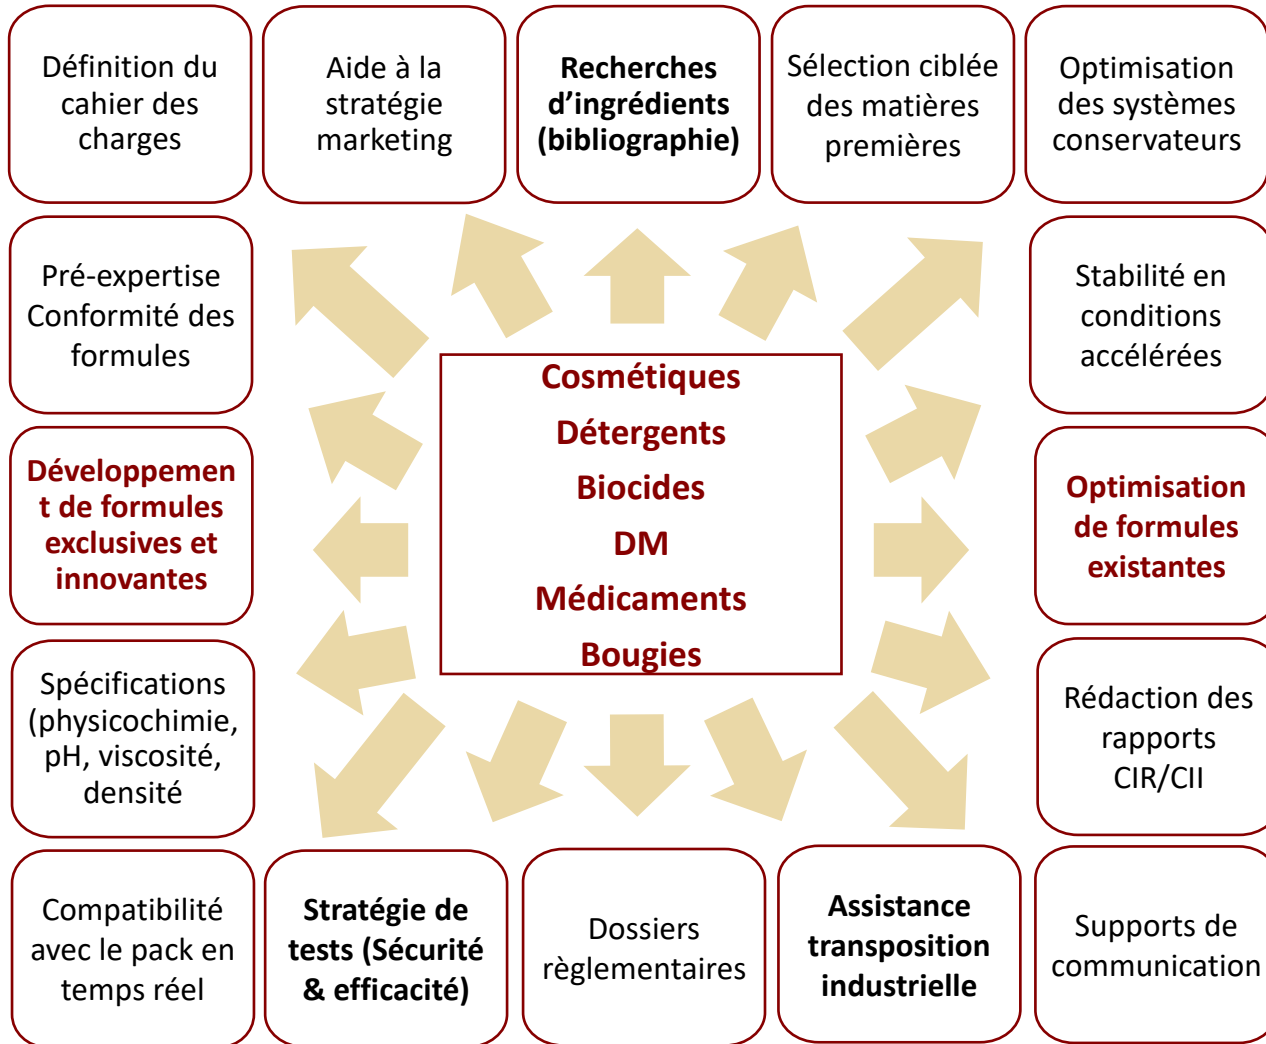 Définition du
cahier des
charges
Aide à la
stratégie
marketing
Recherches
d’ingrédients
(bibliographie)
Sélection ciblée
des matières
premières
Optimisation
des systèmes
conservateurs
Pré-expertise
Conformité des
formules
Stabilité en
conditions
accélérées
Cosmétiques
Détergents
Biocides
DM
Médicaments
Bougies
Développemen
t de formules
exclusives et
innovantes
Optimisation
de formules
existantes
Spécifications
(physicochimie,
pH, viscosité,
densité
Rédaction des
rapports
CIR/CII
Compatibilité
avec le pack en
temps réel
Stratégie de
tests (Sécurité
& efficacité)
Dossiers
règlementaires
Assistance
transposition
industrielle
Supports de
communication